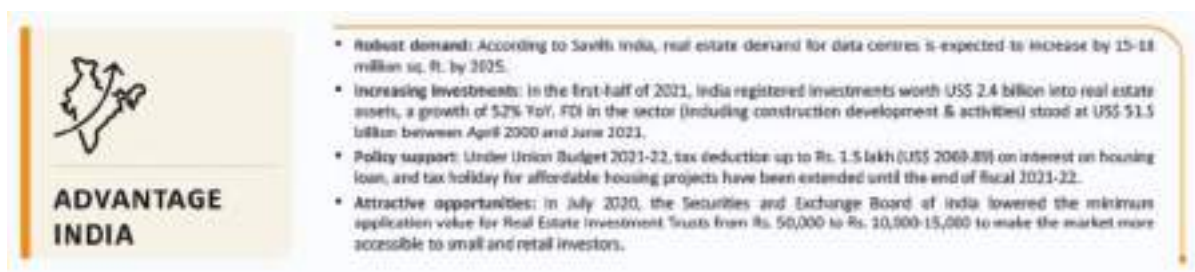 ADVANTAGE
INDIA
• Robust demand: According to Savills India, real estate demand for data centres is expected to increase by 15-18
million sq. ft. by 2025.
• Increasing investments: In the first-half of 2021, India registered investments worth US$ 2.4 billion into real estate
assets, a growth of 52% YoY. FDI in the sector (including construction development & activities) stood at US$ 51.5
billion between April 2000 and June 2021.
• Policy support: Under Union Budget 2021-22, tax deduction up to Rs. 1.5 lakh (US$ 2069.89) on interest on housing
loan, and tax holiday for affordable housing projects have been extended until the end of fiscal 2021-22.
• Attractive opportunities: In July 2020, the Securities and Exchange Board of India lowered the minimum
application value for Real Estate Investment Trusts from Rs. 50,000 to Rs. 10,000-15,000 to make the market more
accessible to small and retail investors.